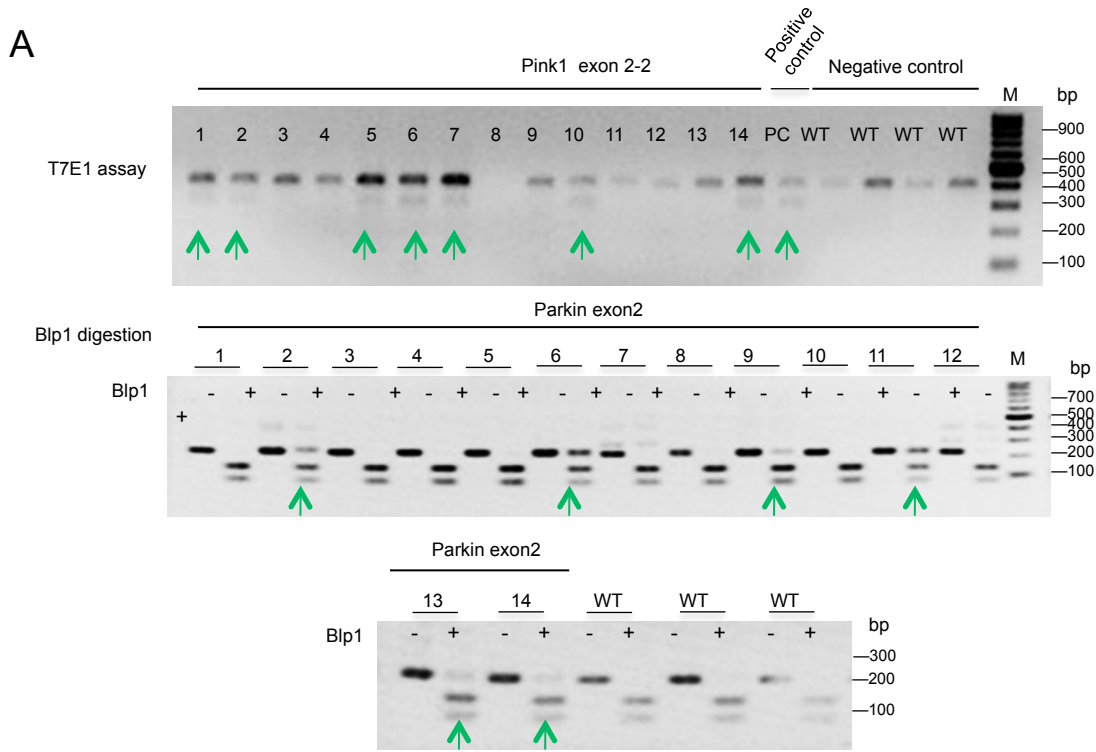 A
Pink1 exon 2-2
Positive control
Negative control
M bp
1 2 3 4 5 6 7 8 9 10 11 12 13 14 PC WT WT WT WT
T7E1 assay
900
600
500
400
300
200
100
Parkin exon2
Blp1 digestion
1 2 3 4 5 6 7 8 9 10 11 12 M bp
Blp1 - + - + - + - + - + - + - + - + - + - + - + -
+
700
500
400
300
200
100
Parkin exon2
13 14 WT WT WT bp
Blp1 - + - + - + - + - +
300
200
100